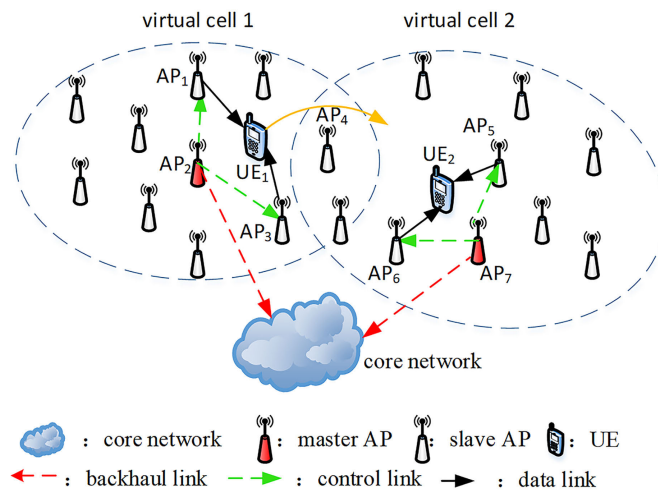 virtual cell 1 virtual cell 2
AP1
AP4
AP5
AP2
UE1
UE2
AP3
AP6
AP7
core network
: core network : master AP : slave AP : UE
: backhaul link : control link : data link